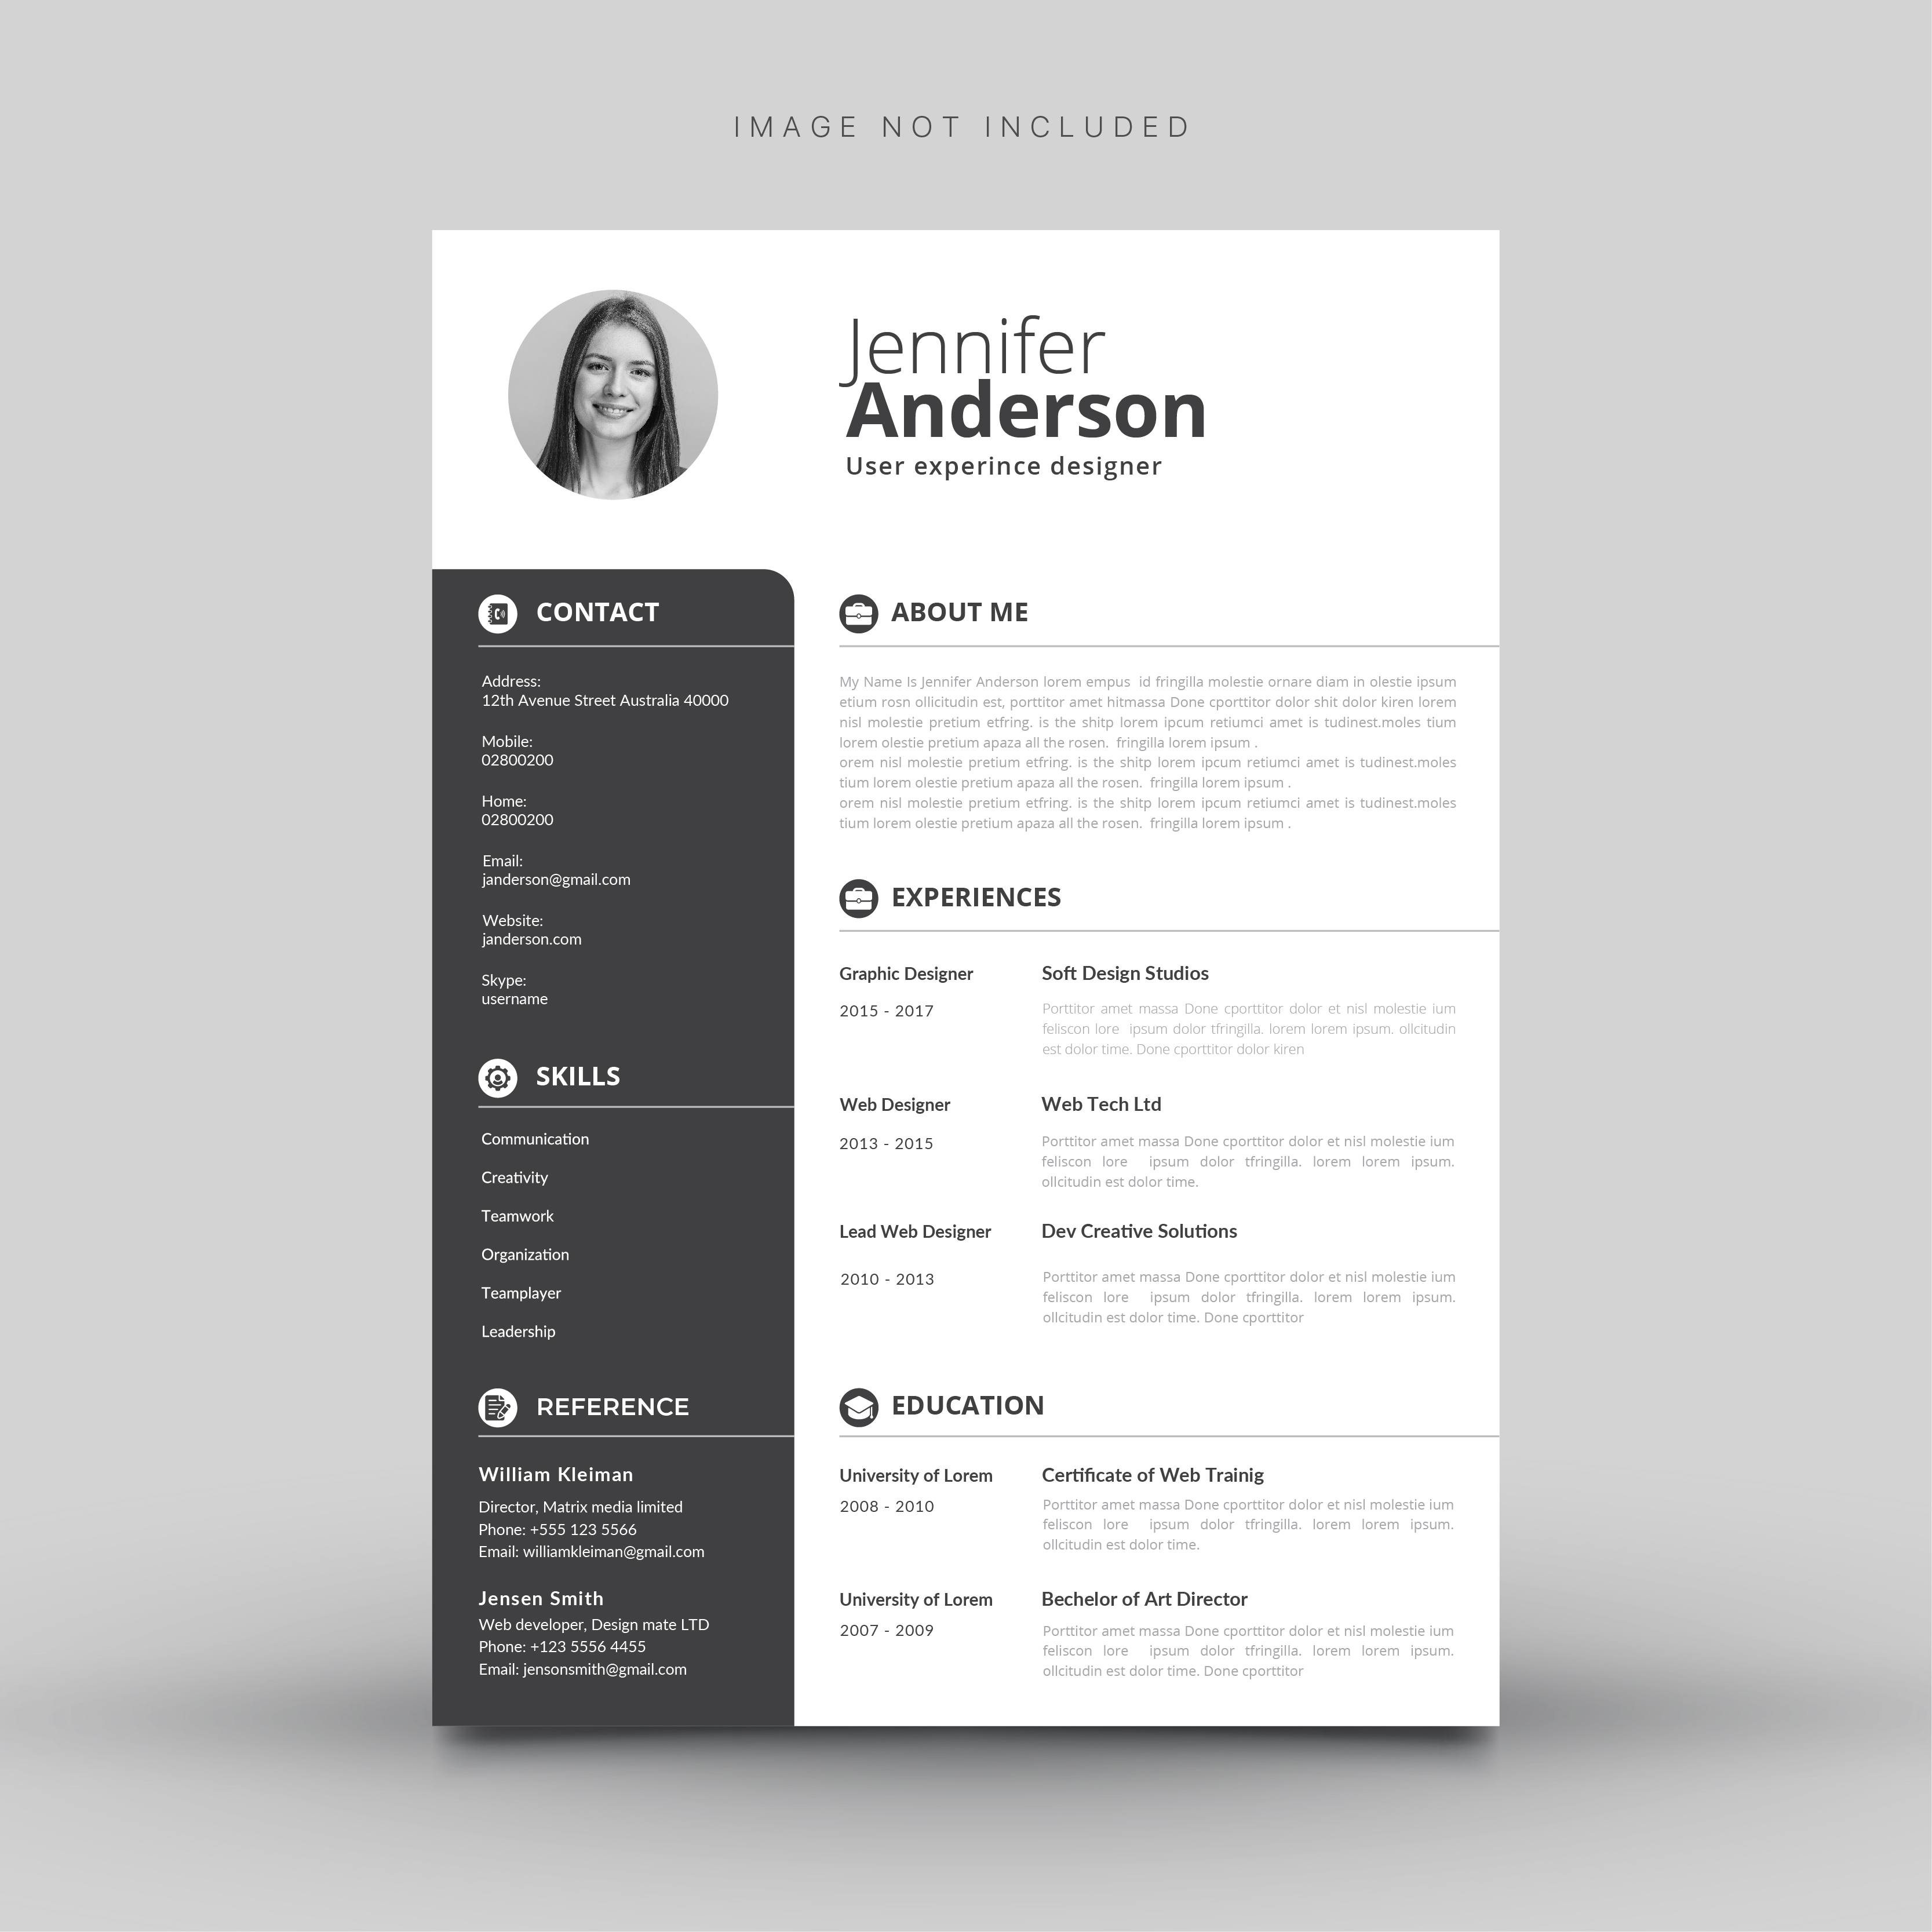 IMAGE NOT INCLUDED
Jennifer
Anderson
User experince designer
CONTACT
Address:
12th Avenue Street Australia 40000
Mobile:
02800200
Home:
02800200
Email:
janderson@gmail.com
Website:
janderson.com
Skype:
username
SKILLS
Communication
Creativity
Teamwork
Organization
Teamplayer
Leadership
REFERENCE
William Kleiman
Director, Matrix media limited
Phone: +555 123 5566
Email: williamkleiman@gmail.com
Jensen Smith
Web developer, Design mate LTD
Phone: +123 5556 4455
Email: jensonsmith@gmail.com
ABOUT ME
My Name Is Jennifer Anderson lorem empus id fringilla molestie ornare diam in olestie ipsum
etium rosn ollicitudin est, porttitor amet hitmassa Done cporttitor dolor shit dolor kiren lorem
nisl molestie pretium etfring. is the shitp lorem ipcum retiumci amet is tudinest.moles tium
lorem olestie pretium apaza all the rosen. fringilla lorem ipsum .
orem nisl molestie pretium etfring. is the shitp lorem ipcum retiumci amet is tudinest.moles
tium lorem olestie pretium apaza all the rosen. fringilla lorem ipsum .
orem nisl molestie pretium etfring. is the shitp lorem ipcum retiumci amet is tudinest.moles
tium lorem olestie pretium apaza all the rosen. fringilla lorem ipsum .
EXPERIENCES
Graphic Designer
2015 - 2017
Soft Design Studios
Porttitor amet massa Done cporttitor dolor et nisl molestie ium
feliscon lore ipsum dolor tfringilla. lorem lorem ipsum. ollcitudin
est dolor time. Done cporttitor dolor kiren
Web Designer
2013 - 2015
Web Tech Ltd
Porttitor amet massa Done cporttitor dolor et nisl molestie ium
feliscon lore ipsum dolor tfringilla. lorem lorem ipsum.
ollcitudin est dolor time.
Lead Web Designer
2010 - 2013
Dev Creative Solutions
Porttitor amet massa Done cporttitor dolor et nisl molestie ium
feliscon lore ipsum dolor tfringilla. lorem lorem ipsum.
ollcitudin est dolor time. Done cporttitor
EDUCATION
University of Lorem
2008 - 2010
Certificate of Web Trainig
Porttitor amet massa Done cporttitor dolor et nisl molestie ium
feliscon lore ipsum dolor tfringilla. lorem lorem ipsum.
ollcitudin est dolor time.
University of Lorem
2007 - 2009
Bechelor of Art Director
Porttitor amet massa Done cporttitor dolor et nisl molestie ium
feliscon lore ipsum dolor tfringilla. lorem lorem ipsum.
ollcitudin est dolor time. Done cporttitor